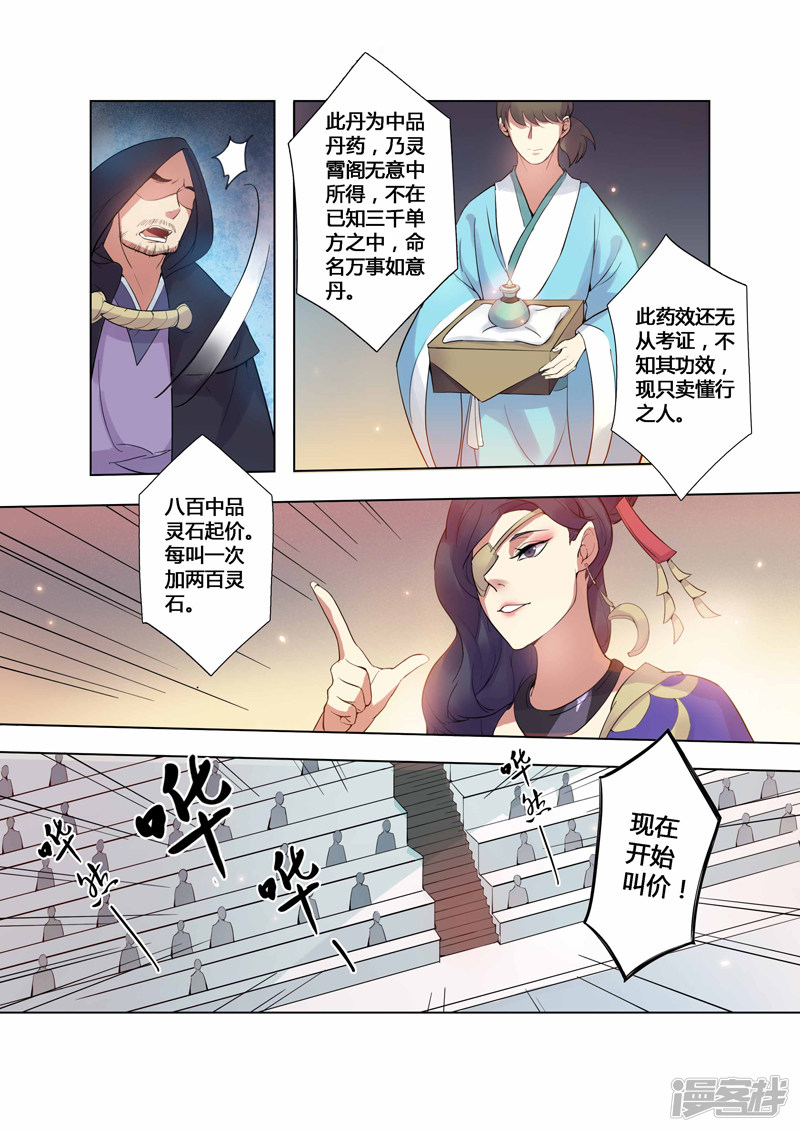 此丹为中品
丹药，乃灵
霄阁无意中
所得，不在
已知三千单
方之中，命
名万事如意
丹。
此药效还无
从考证，不
知其功效，
现只卖懂行
之人。
八百中品
灵石起价。
每叫一次
加两百灵
石。
哗
然
哗
哗
哗
然
现在
开始
叫价！
漫客栈